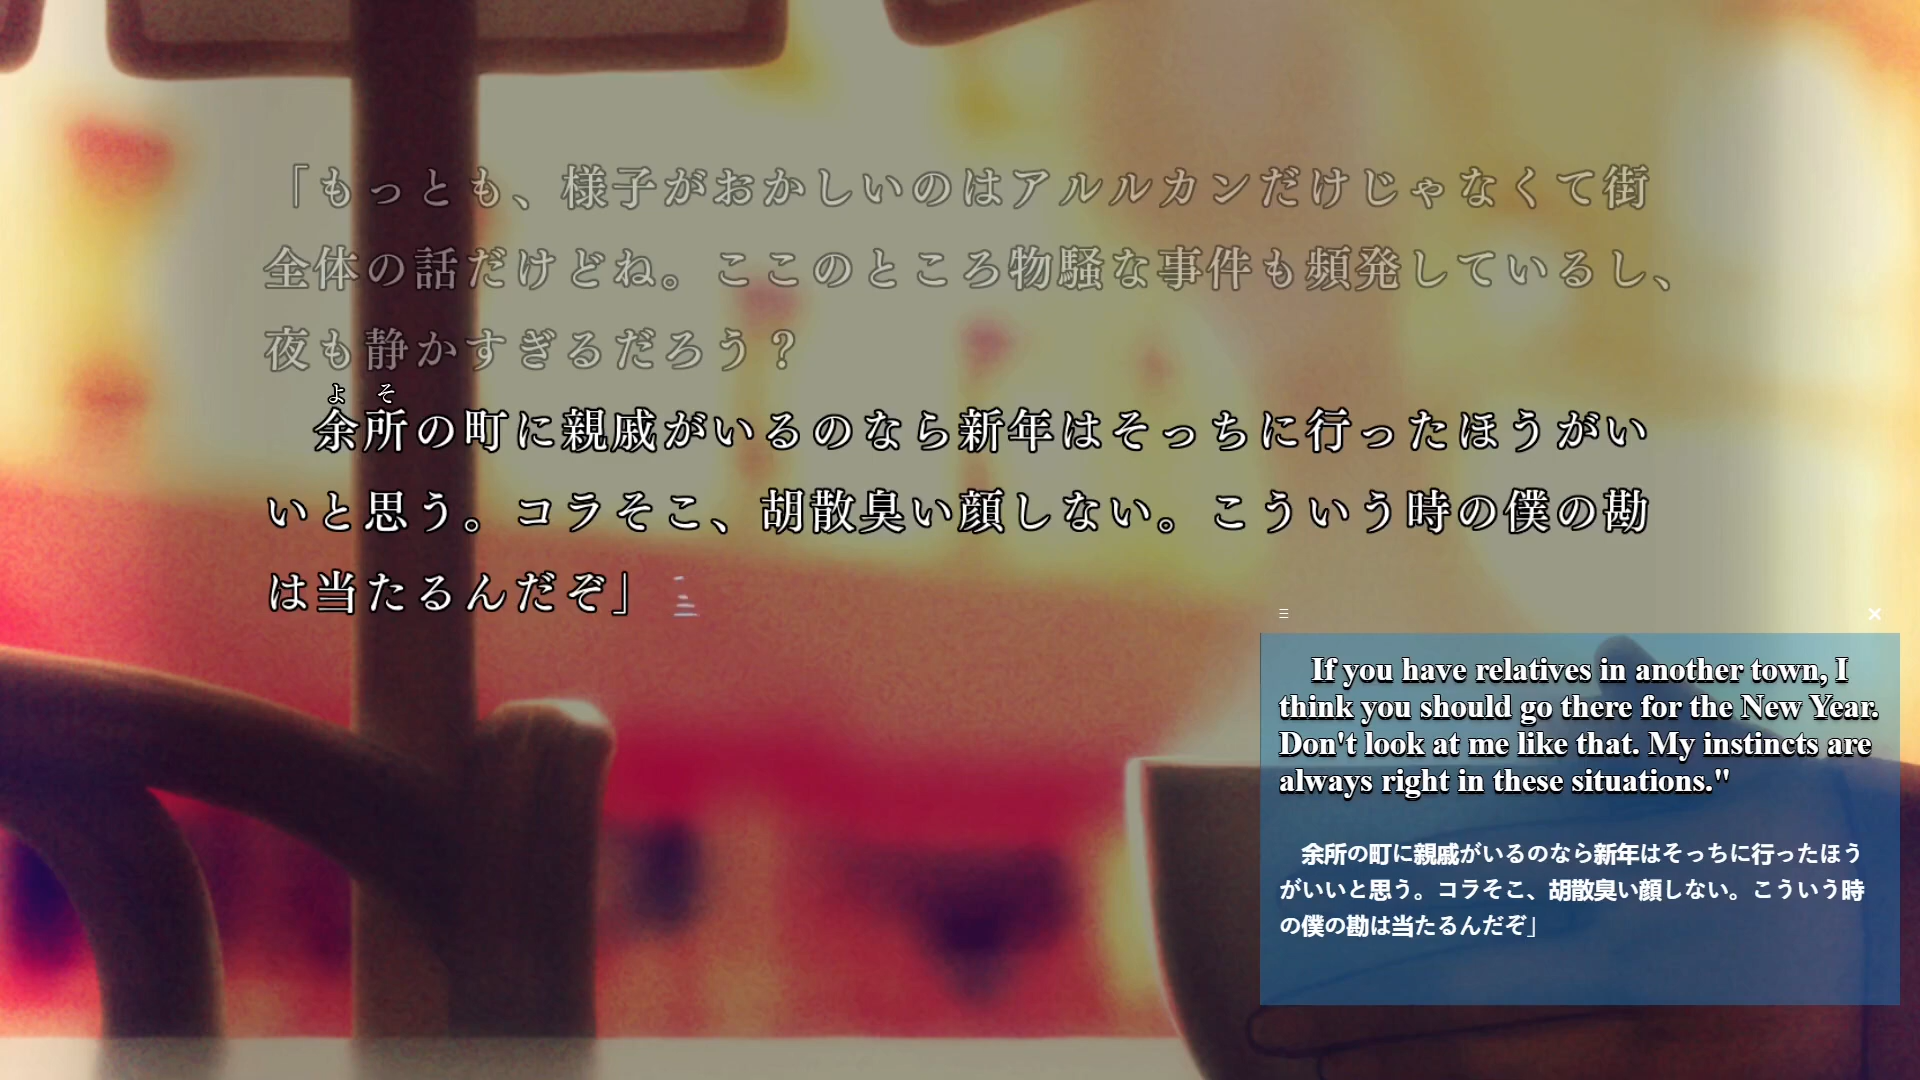 「もっとも、様子がおかしいのはアルルカンだけじゃなくて街
全体の話だけどね。ここのところ物騒な事件も頻発しているし、
夜も静かすぎるだろう？
よそ
余所の町に親戚がいるのなら新年はそっちに行ったほうがい
いと思う。コラそこ、胡散臭い顔しない。こういう時の僕の勘
は当たるんだぞ」
If you have relatives in another town, I
think you should go there for the New Year.
Don't look at me like that. My instincts are
always right in these situations."
余所の町に親戚がいるのなら新年はそっちに行ったほう
がいいと思う。コラそこ、胡散臭い顔しない。こういう時
の僕の勘は当たるんだぞ」